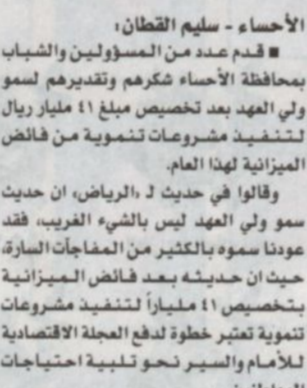 الأحساء - سليم القطان:
■ قدم عدد من المسؤولين والشباب
بمحافظة الأحساء شكرهم وتقديرهم لسمو
ولي العهد بعد تخصيص مبلغ ٤١ مليار ريال
لتنفيذ مشروعات تنموية من فائض
الميزانية لهذا العام.
وقالوا في حديث لـ «الرياض» ان حديث
سمو ولي العهد ليس بالشيء الغريب، فقد
عودنا سموه بالكثير من المفاجآت السارة،
حيث ان حديثه بعد فائض الميزانية
بتخصيص ٤١ ملياراً لتنفيذ مشروعات
تنموية تعتبر خطوة لدفع العجلة الاقتصادية
للأمام والسير نحو تلبية احتياجات